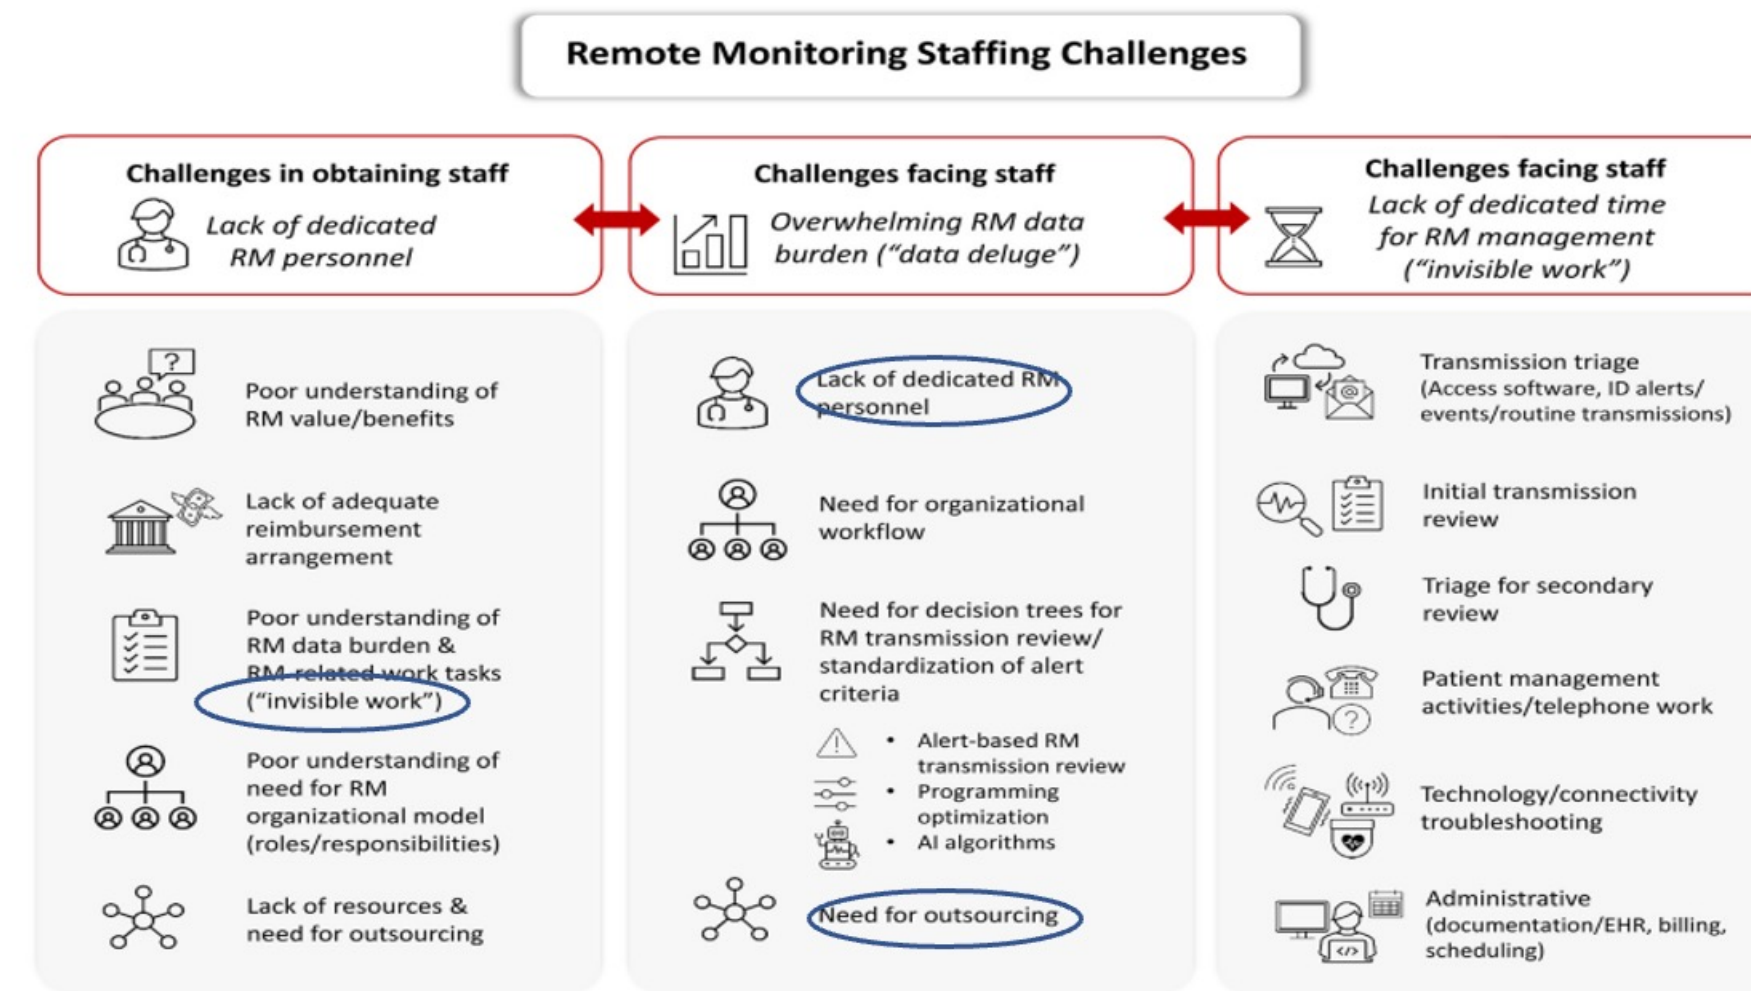 Remote Monitoring Staffing Challenges
Challenges in obtaining staff
Lack of dedicated
RM personnel
Challenges facing staff
Overwhelming RM data
burden (“data deluge”)
Challenges facing staff
Lack of dedicated time
for RM management
(“invisible work”)
?
Poor understanding of
RM value/benefits
Lack of adequate
reimbursement
arrangement
Poor understanding of
RM data burden &
RM-related work tasks
(“invisible work”)
Poor understanding of
need for RM
organizational model
(roles/responsibilities)
Lack of resources &
need for outsourcing
Lack of dedicated RM
personnel
Need for organizational
workflow
Need for decision trees for
RM transmission review/
standardization of alert
criteria
!
• Alert-based RM
transmission review
• Programming
optimization
• AI algorithms
Need for outsourcing
@
Transmission triage
(Access software, ID alerts/
events/routine transmissions)
Initial transmission
review
Triage for secondary
review
?
Patient management
activities/telephone work
Technology/connectivity
troubleshooting
</>
Administrative
(documentation/EHR, billing,
scheduling)